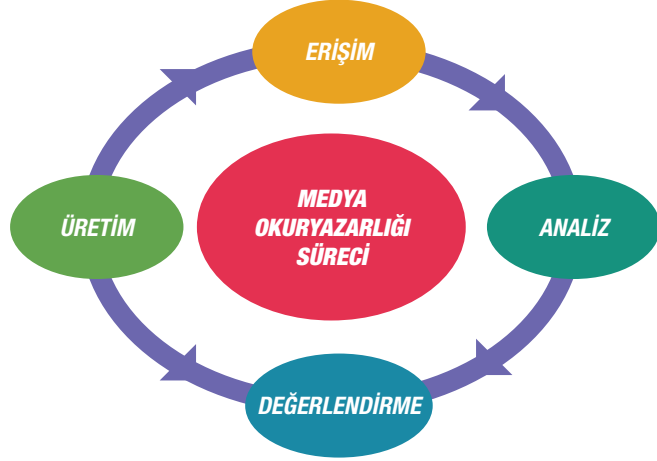 ERİŞİM
ÜRETİM
MEDYA
OKURYAZARLIĞI
SÜRECİ
ANALİZ
DEĞERLENDİRME